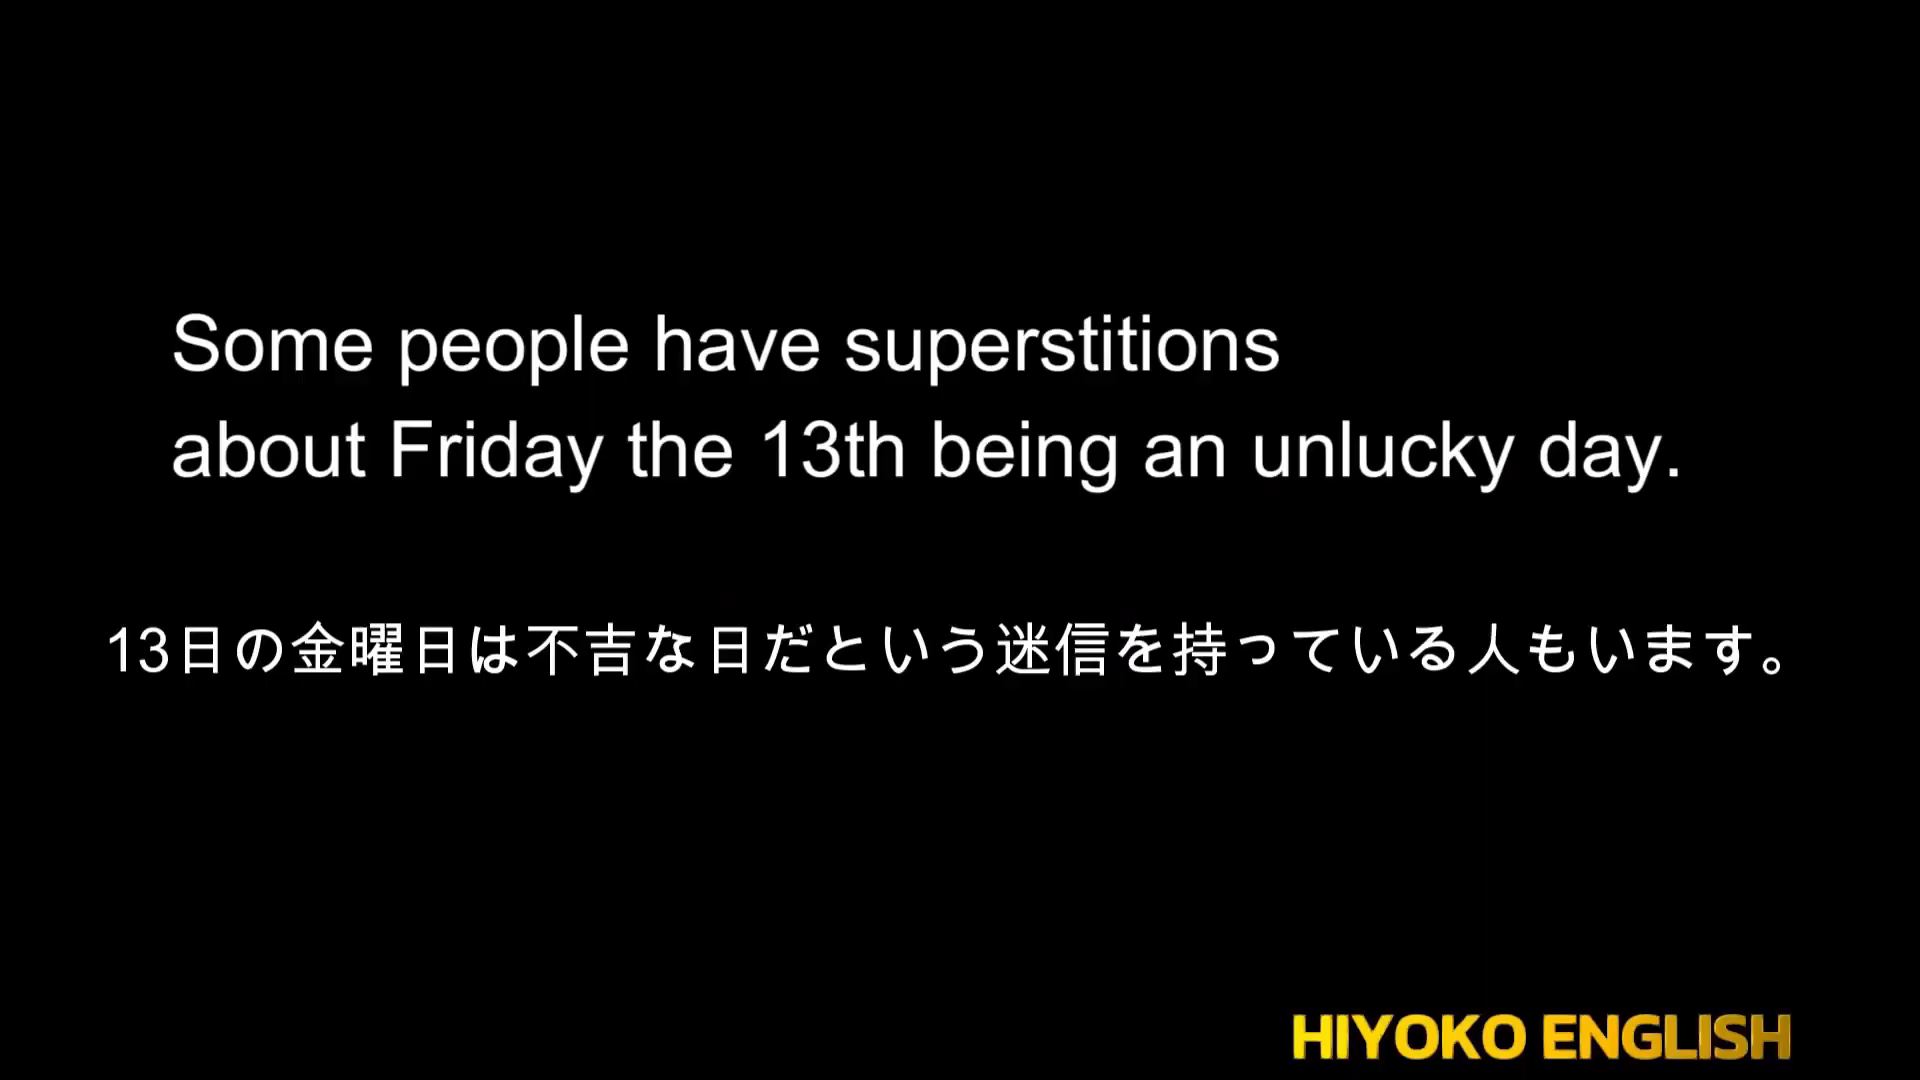 Some people have superstitions
about Friday the 13th being an unlucky day.
13日の金曜日は不吉な日だという迷信を持っている人もいます。
HIYOKO ENGLISH